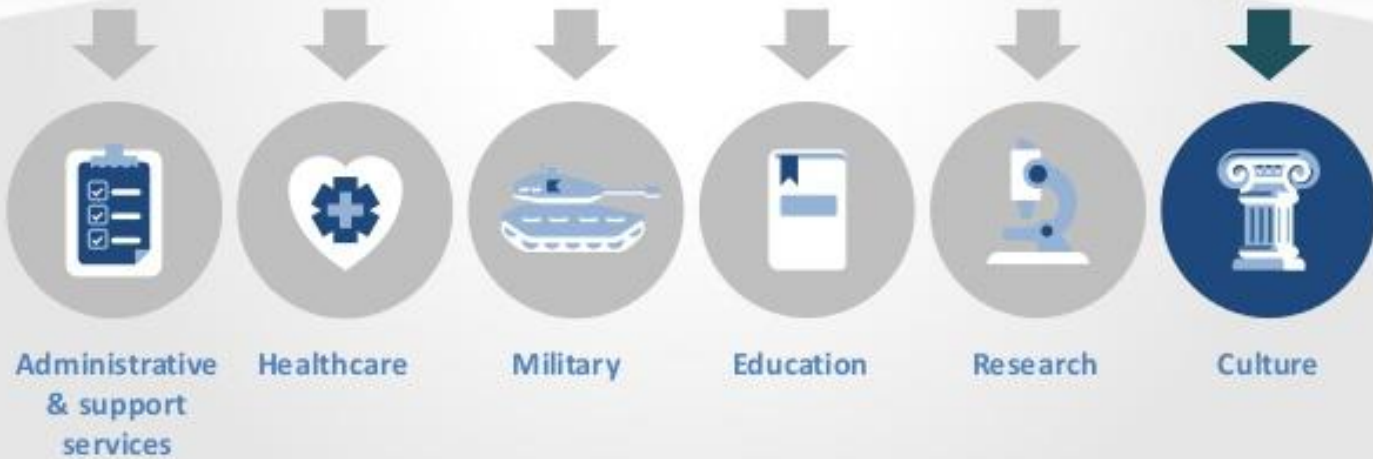 Administrative
& support
services
Healthcare
Military
Education
Research
Culture